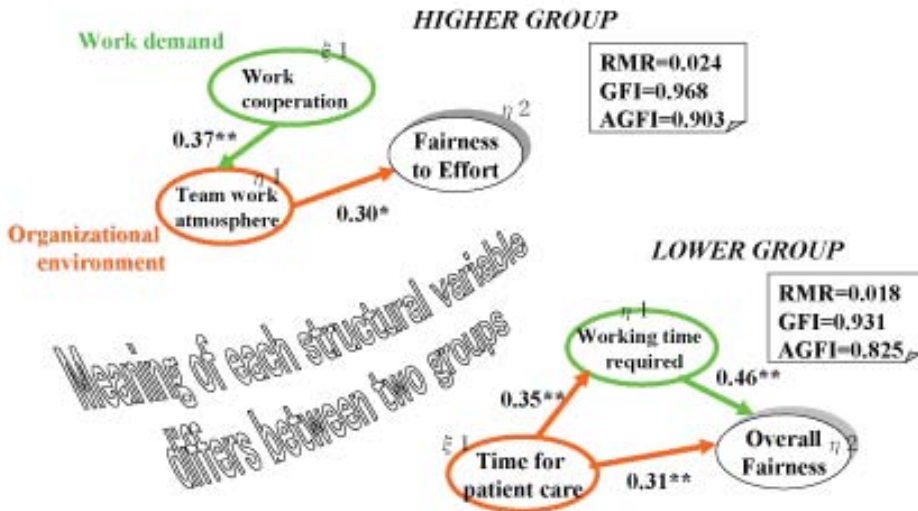 HIGHER GROUP
Work demand
ξ 1
Work
cooperation
RMR=0.024
GFI=0.968
AGFI=0.903
η 2
Fairness
to Effort
0.37**
η 1
Team work
atmosphere
0.30*
Organizational
environment
LOWER GROUP
Meaning of each structural variable
differs between two groups
RMR=0.018
GFI=0.931
AGFI=0.825
η 1
Working time
required
0.46**
0.35**
ξ 1
Time for
patient care
0.31**
Overall
Fairness
η 2